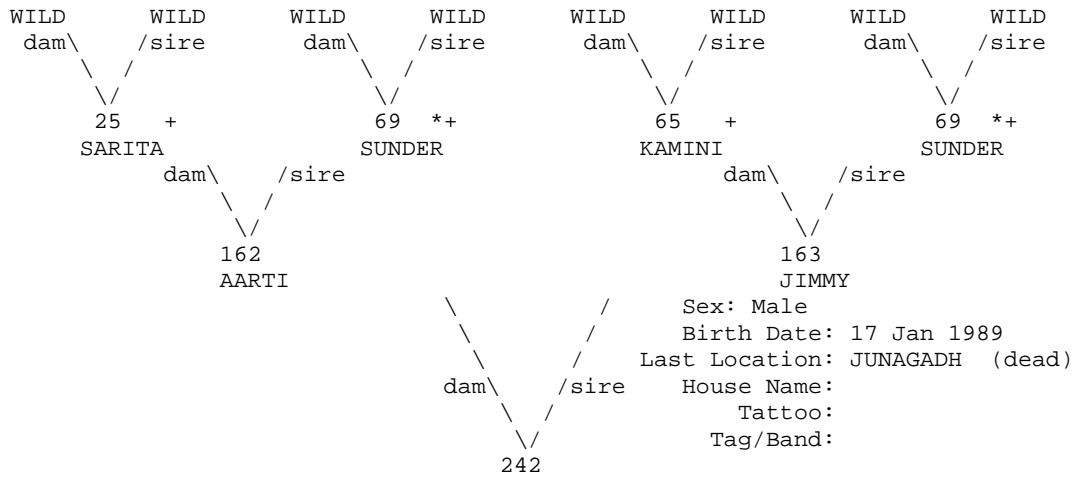 WILD WILD WILD WILD WILD WILD WILD WILD
dam\ /sire dam\ /sire dam\ /sire dam\ /sire
\ / \ / \ / \ /
\/ \/ \/ \/
25 + 69 *+ 65 + 69 *+
SARITA SUNDER KAMINI SUNDER
dam\ /sire dam\ /sire
\ / \ /
\/ \/
162 163
AARTI JIMMY
\ / Sex: Male
\ / Birth Date: 17 Jan 1989
\ / Last Location: JUNAGADH (dead)
dam\ /sire House Name:
\ / Tattoo:
\/ Tag/Band:
242